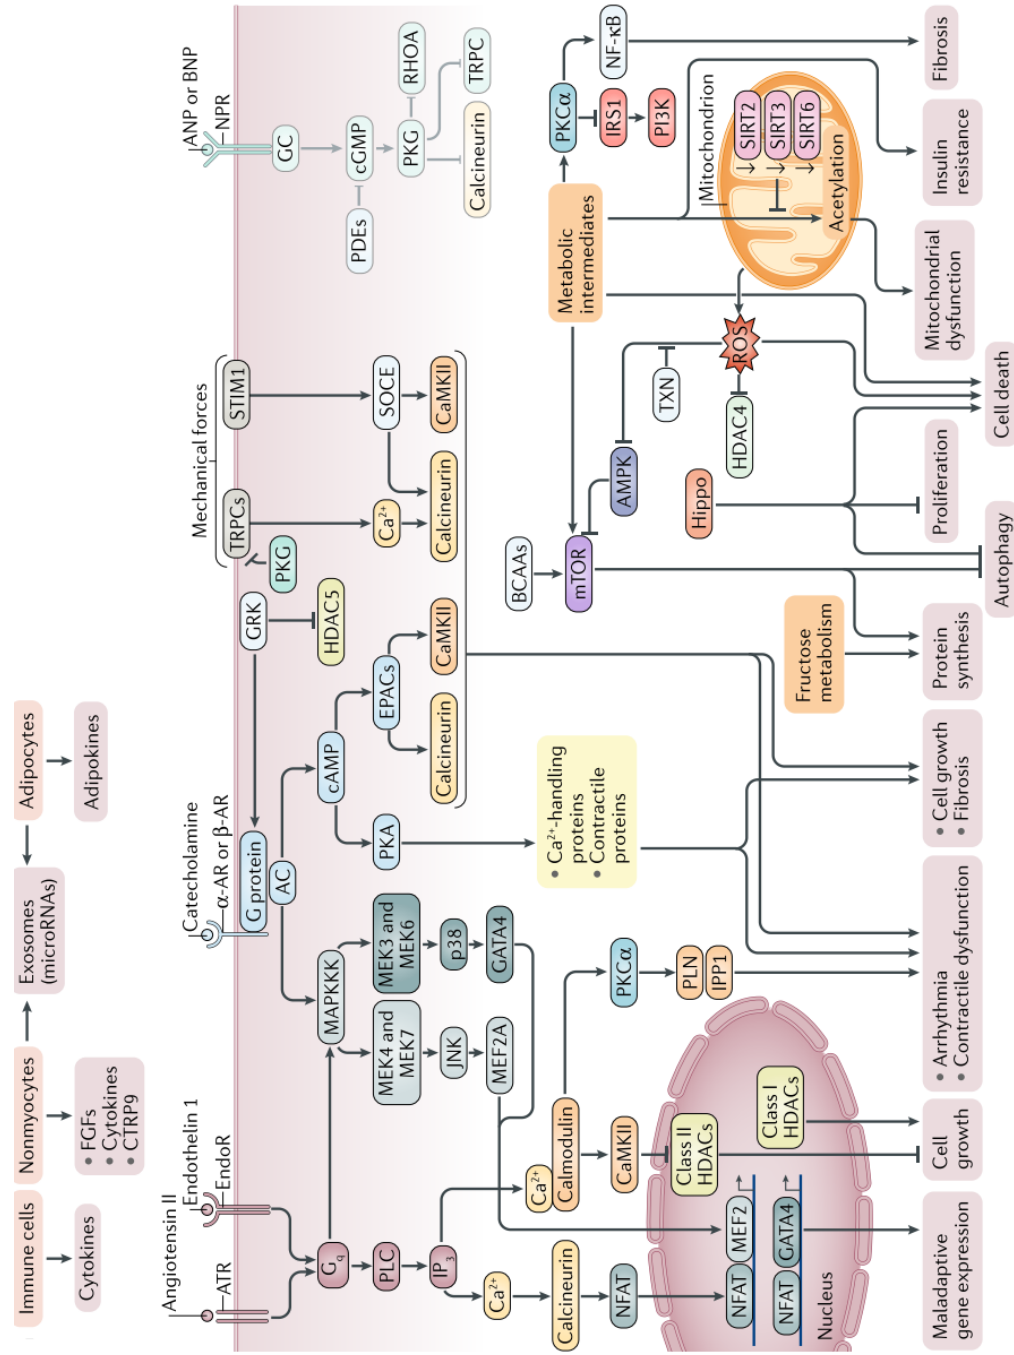 Immune cells
Cytokines
Nonmyocytes
• FGFs
• Cytokines
• CTRP9
Exosomes
(microRNAs)
Adipocytes
Adipokines
Angiotensin II
ATR
Endothelin 1
EndoR
Catecholamine
α-AR or β-AR
Mechanical forces
TRPCs
STIM1
ANP or BNP
NPR
G protein
AC
GRK
HDAC5
PKG
GC
Gq
PLC
IP3
MAPKKK
MEK4 and
MEK7
MEK3 and
MEK6
JNK
p38
MEF2A
GATA4
cAMP
PKA
EPACs
Calcineurin
CaMKII
Ca2+
Calcineurin
SOCE
CaMKII
PDEs
cGMP
PKG
RHOA
Calcineurin
TRPC
Ca2+
Calcineurin
NFAT
Ca2+
Calmodulin
CaMKII
PKCα
PLN
IPP1
• Ca2+-handling
proteins
• Contractile
proteins
BCAAs
mTOR
Metabolic
intermediates
PKCα
NF-κB
IRS1
PI3K
AMPK
TXN
Hippo
HDAC4
ROS
Mitochondrion
SIRT2
SIRT3
SIRT6
Acetylation
Fructose
metabolism
Class II
HDACs
Class I
HDACs
NFAT
MEF2
NFAT
GATA4
Nucleus
Maladaptive
gene expression
Cell
growth
• Arrhythmia
• Contractile dysfunction
• Cell growth
• Fibrosis
Protein
synthesis
Autophagy
Proliferation
Cell death
Mitochondrial
dysfunction
Insulin
resistance
Fibrosis